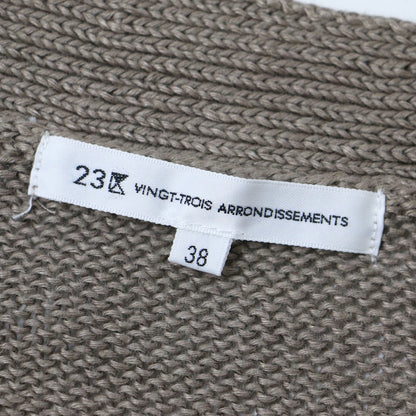 23区 VINGT-TROIS ARRONDISSEMENTS
38